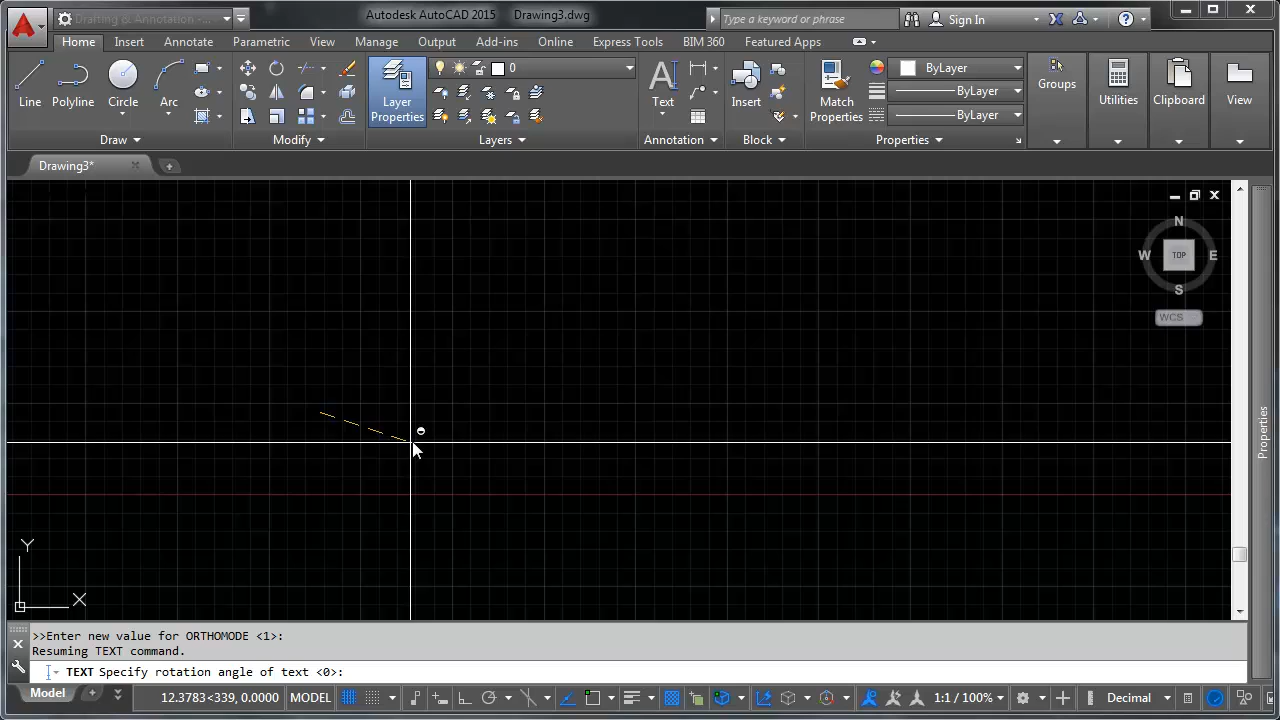 Drafting & Annotation
Autodesk AutoCAD 2015 Drawing3.dwg
Type a keyword or phrase
Sign In
?
Home Insert Annotate Parametric View Manage Output Add-ins Online Express Tools BIM 360 Featured Apps
Line Polyline Circle Arc
Layer Properties
0
A Text
Insert
Match Properties
ByLayer
ByLayer
ByLayer
Groups
Utilities
Clipboard
View
Draw Modify Layers Annotation Block Properties
Drawing3*
N
W TOP E
S
WCS
Properties
Y
X
>>Enter new value for ORTHOMODE <1>:
Resuming TEXT command.
TEXT Specify rotation angle of text <0>:
Model
12.3783<339, 0.0000 MODEL 1:1 / 100% Decimal